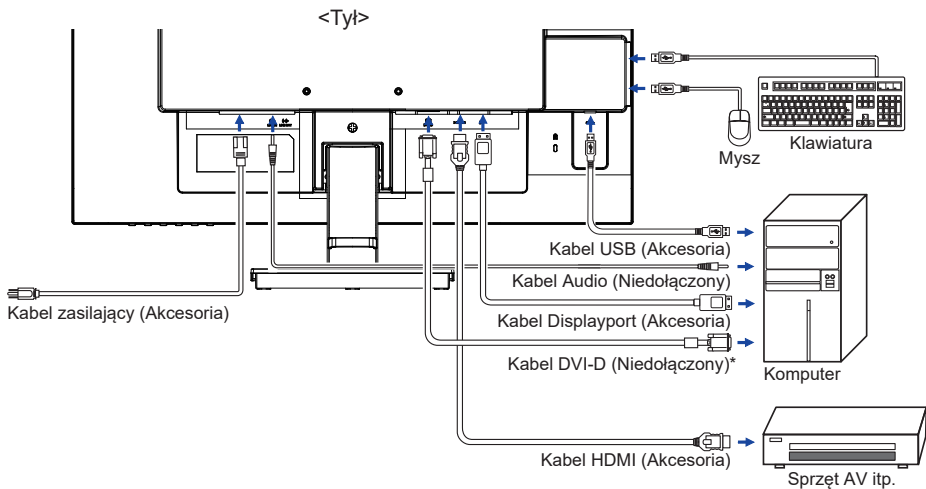 <Tył>
Klawiatura
Mysz
Kabel USB (Akcesoria)
Kabel Audio (Niedołączony)
Kabel zasilający (Akcesoria)
Kabel Displayport (Akcesoria)
Kabel DVI-D (Niedołączony)*
Komputer
Kabel HDMI (Akcesoria)
Sprzęt AV itp.